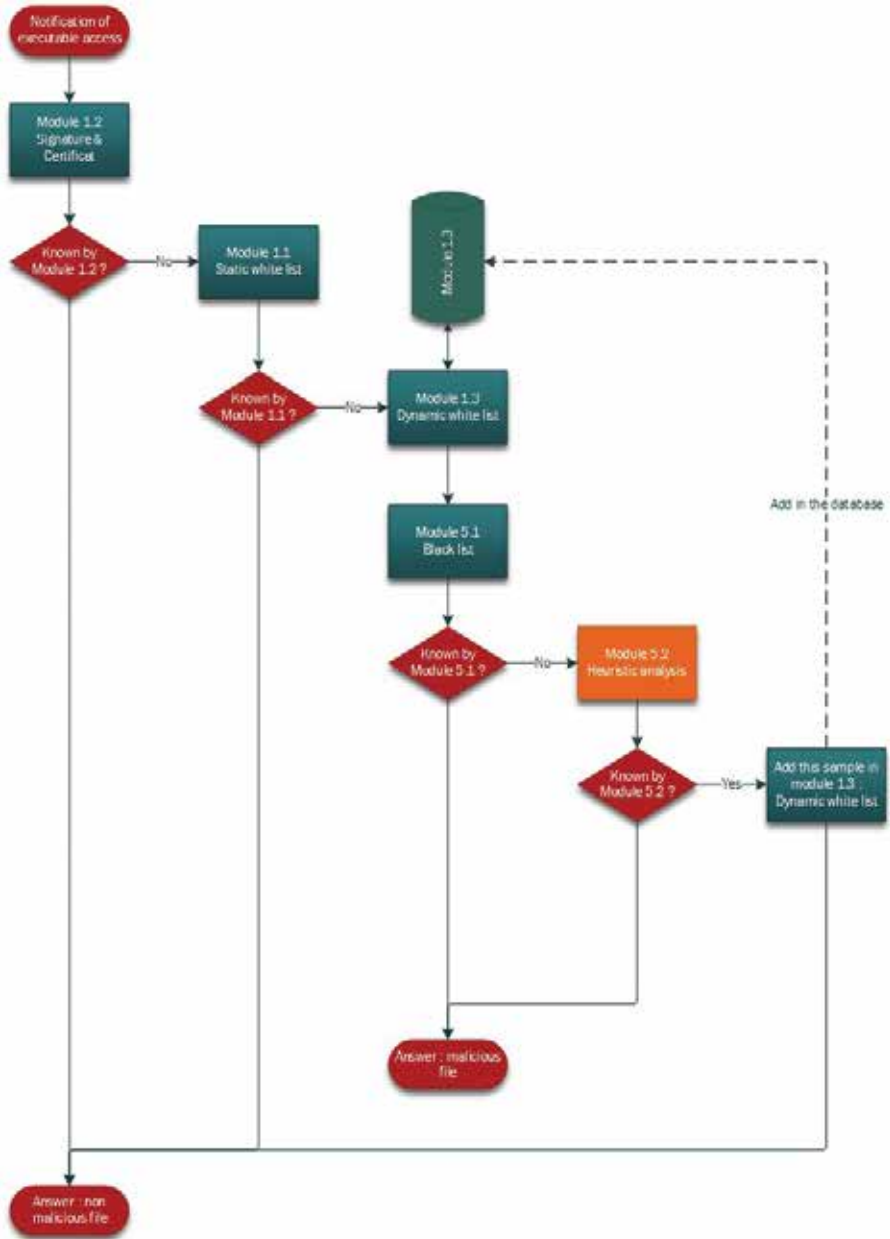 Notification of
executable access
Module 1.2
Signature &
Certificat
Known by
Module 1.2 ?
No
Module 1.1
Static white list
Module 1.3
Known by
Module 1.1 ?
No
Module 1.3
Dynamic white list
Add in the database
Module 5.1
Black list
Known by
Module 5.1 ?
No
Module 5.2
Heuristic analysis
Known by
Module 5.2 ?
Yes
Add this sample in
module 1.3 :
Dynamic white list
Answer : malicious
file
Answer : non
malicious file